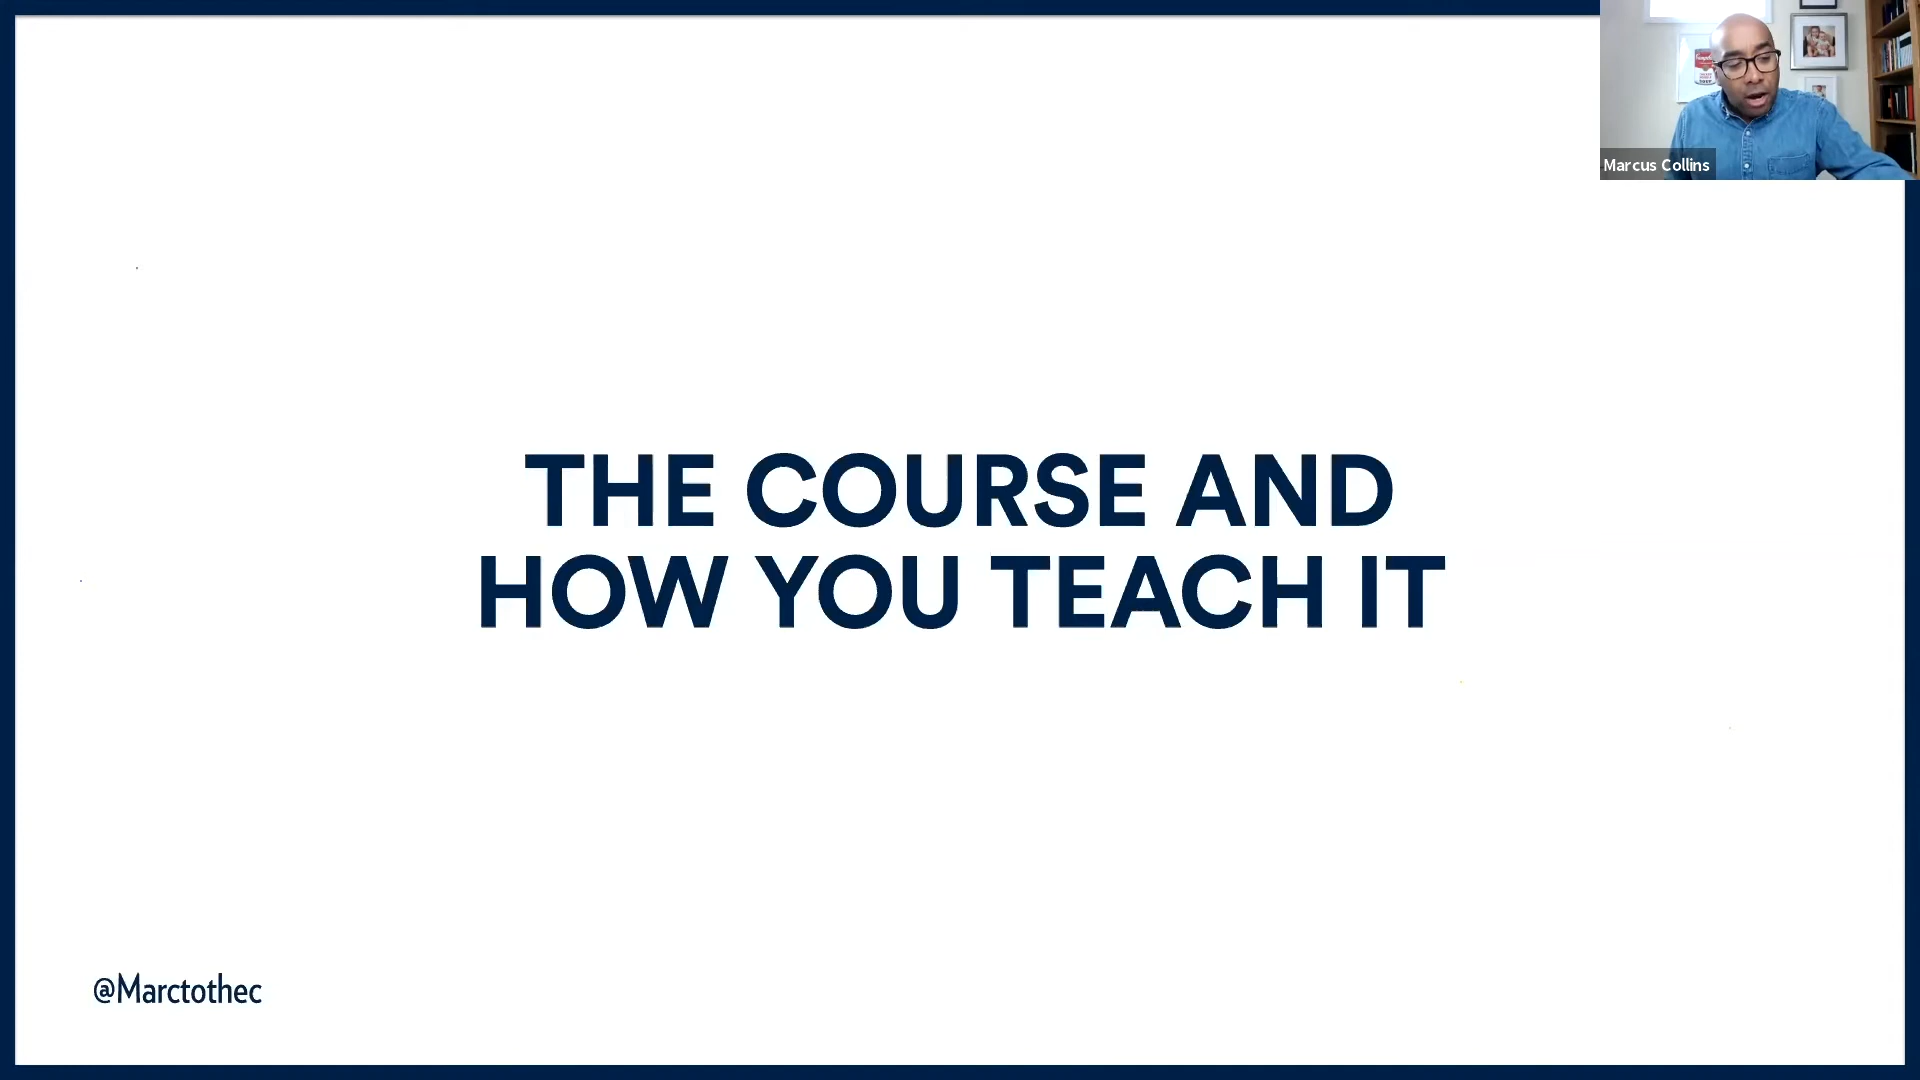 Marcus Collins
THE COURSE AND
HOW YOU TEACH IT
@Marctothec